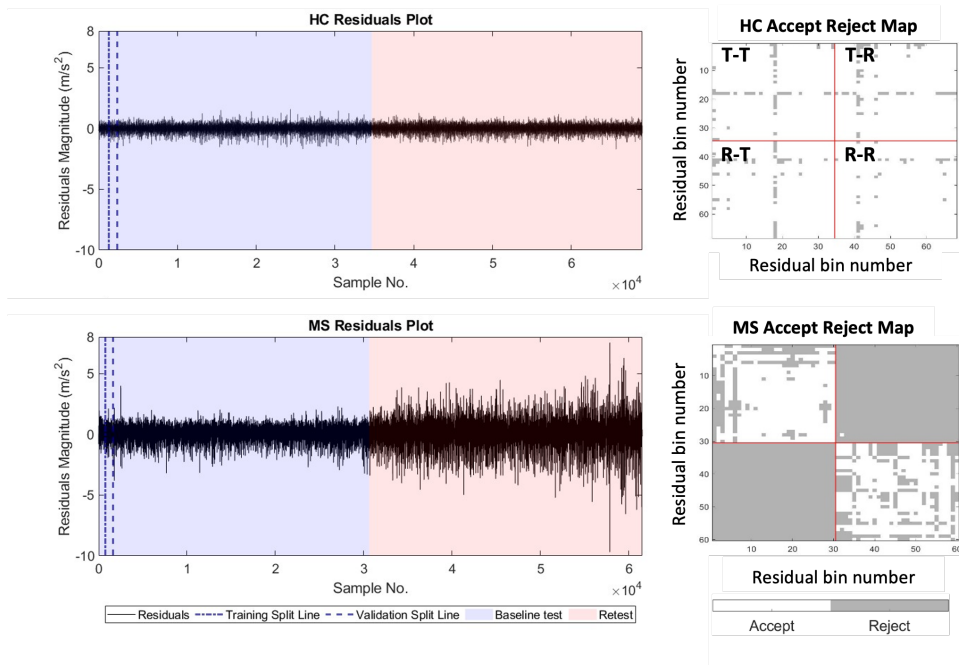 HC Residuals Plot
8
5
0
-5
-10
Residuals Magnitude (m/s²)
0 1 2 3 4 5 6
Sample No.
×10⁴
HC Accept Reject Map
T-T T-R
R-T R-R
10
20
30
40
50
60
Residual bin number
10 20 30 40 50 60
Residual bin number
MS Residuals Plot
8
5
0
-5
-10
Residuals Magnitude (m/s²)
0 1 2 3 4 5 6
Sample No.
×10⁴
Residuals Training Split Line Validation Split Line Baseline test Retest
MS Accept Reject Map
10
20
30
40
50
60
Residual bin number
10 20 30 40 50 60
Residual bin number
Accept Reject